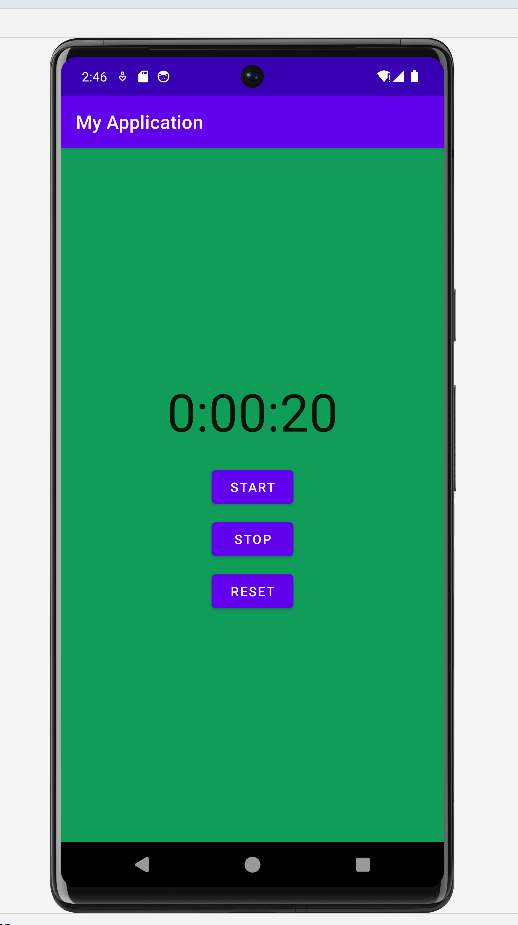 2:46
My Application
0:00:20
START
STOP
RESET